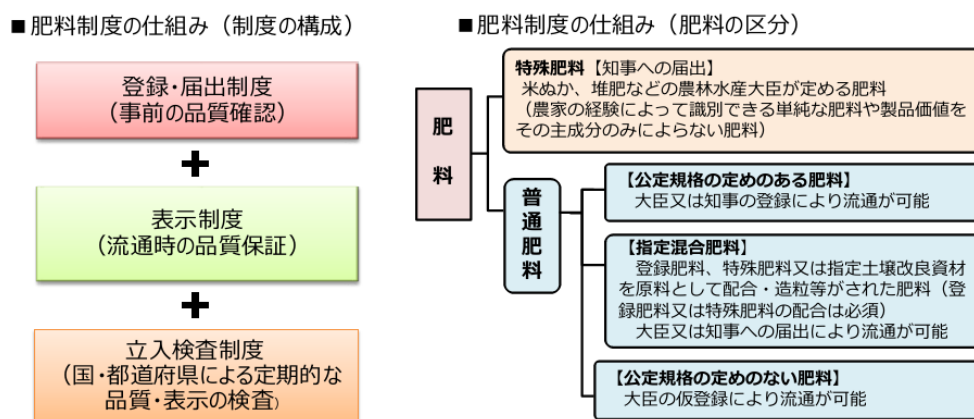 ■肥料制度の仕組み（制度の構成）
登録・届出制度
（事前の品質確認）
+
表示制度
（流通時の品質保証）
+
立入検査制度
（国・都道府県による定期的な
品質・表示の検査）
■肥料制度の仕組み（肥料の区分）
肥料
特殊肥料【知事への届出】
米ぬか、堆肥などの農林水産大臣が定める肥料
（農家の経験によって識別できる単純な肥料や製品価値を
その主成分のみによらない肥料）
普通肥料
【公定規格の定めのある肥料】
大臣又は知事の登録により流通が可能
【指定混合肥料】
登録肥料、特殊肥料又は指定土壌改良資材
を原料として配合・造粒等がされた肥料（登
録肥料又は特殊肥料の配合は必須）
大臣又は知事への届出により流通が可能
【公定規格の定めのない肥料】
大臣の仮登録により流通が可能